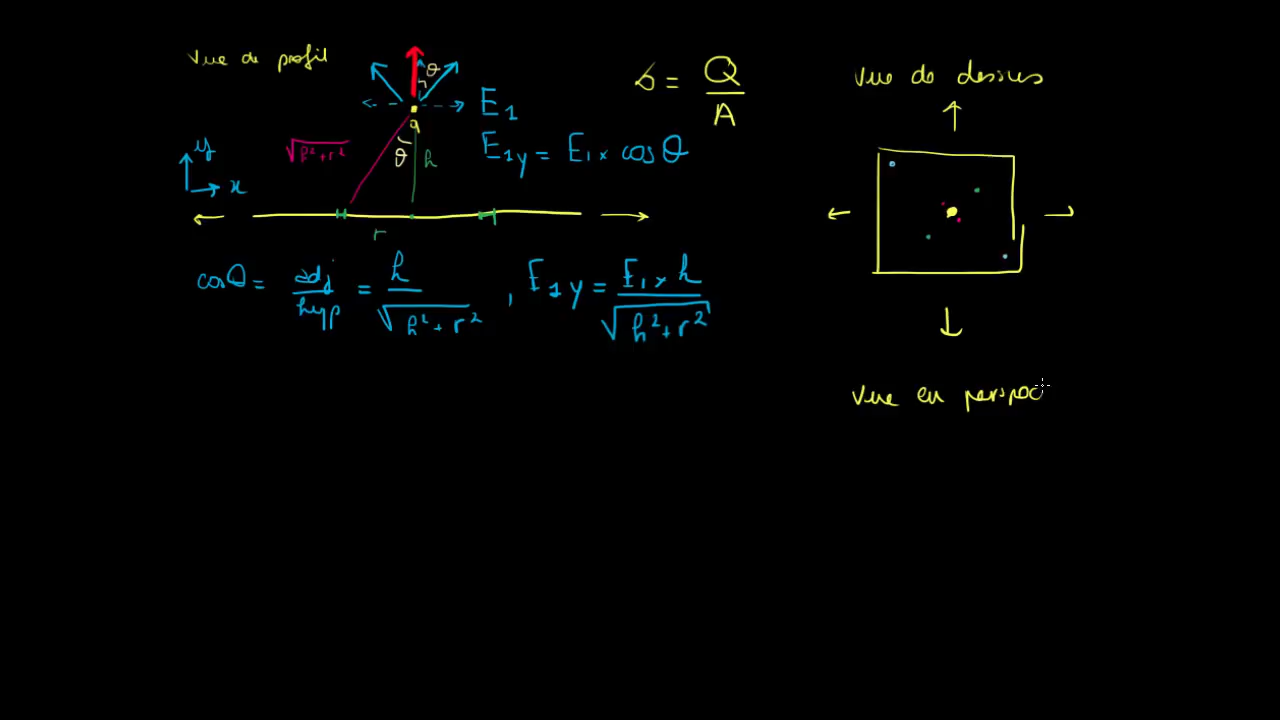 vue de profil
θ
E1
q
θ
h
√h²+r²
y
x
r
E1y = E1 × cos θ
cos θ = adj/hyp = h/√h²+r² , E1y = E1 × h/√h²+r²
σ = Q/A
vue de dessus
vue en perspec